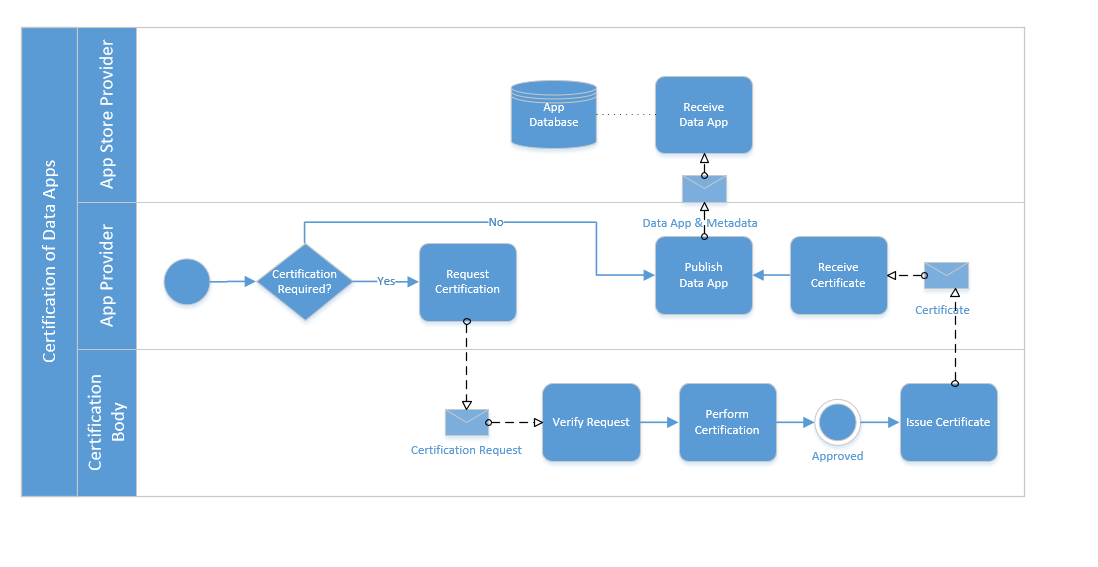 Certification of Data Apps
App Store Provider
App
Database
Receive
Data App
App Provider
Data App & Metadata
No
Certification
Required?
Yes
Request
Certification
Publish
Data App
Receive
Certificate
Certificate
Certification
Body
Certification Request
Verify Request
Perform
Certification
Approved
Issue Certificate